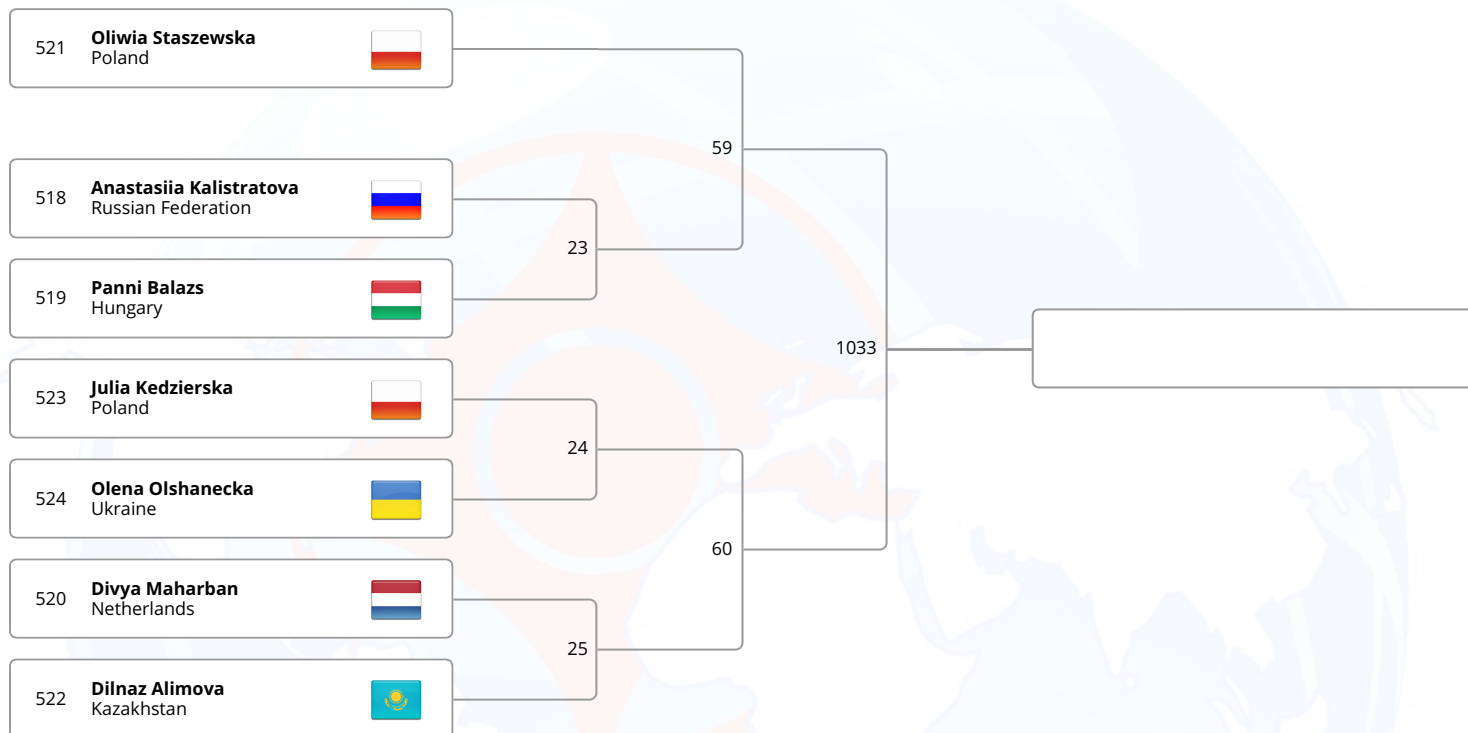 521
Oliwia Staszewska
Poland
59
518
Anastasiia Kalistratova
Russian Federation
23
519
Panni Balazs
Hungary
1033
523
Julia Kedzierska
Poland
24
524
Olena Olshanecka
Ukraine
60
520
Divya Maharban
Netherlands
25
522
Dilnaz Alimova
Kazakhstan